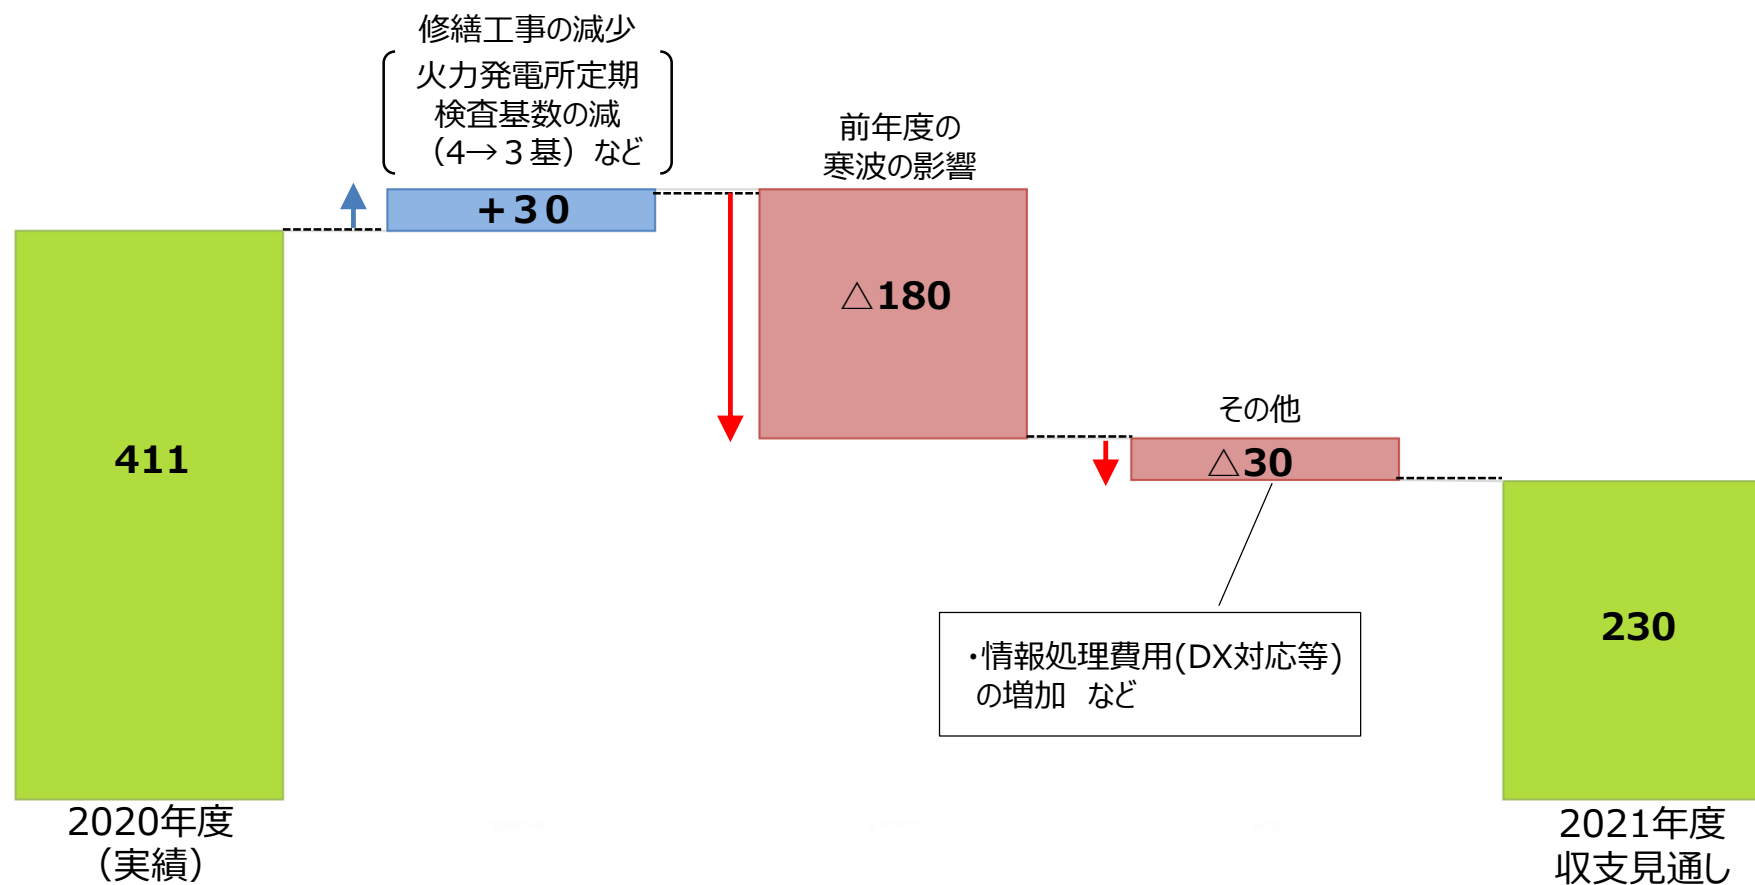 修繕工事の減少
火力発電所定期
検査基数の減
（4→３基）など
前年度の
寒波の影響
+３０
△180
411
その他
△30
・情報処理費用(DX対応等)
の増加　など
230
2020年度
（実績）
2021年度
収支見通し